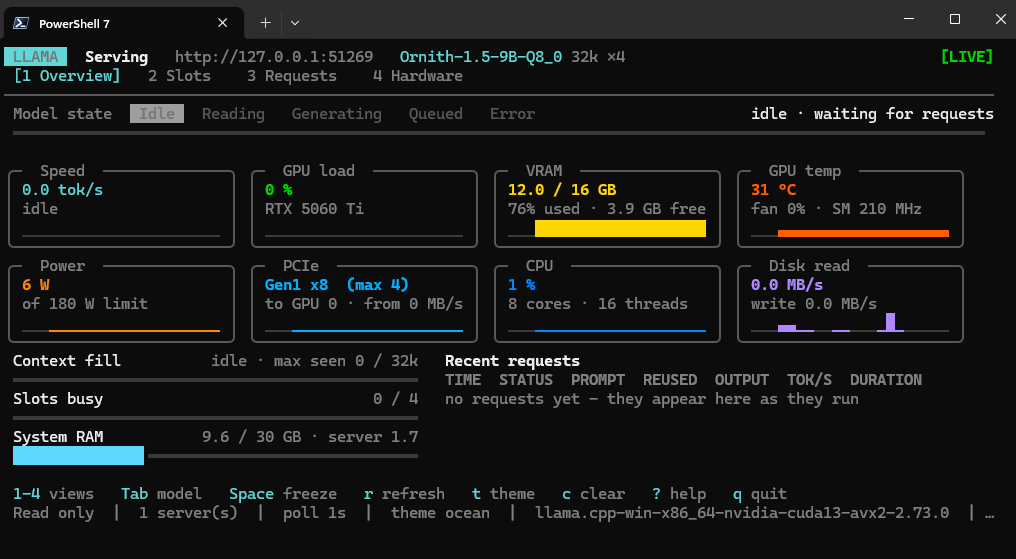 PowerShell 7
LLAMA Serving http://127.0.0.1:51269 Ornith-1.5-9B-Q8_0 32k ×4 [LIVE]
[1 Overview] 2 Slots 3 Requests 4 Hardware
Model state Idle Reading Generating Queued Error idle · waiting for requests
Speed GPU load VRAM GPU temp
0.0 tok/s 0 % 12.0 / 16 GB 31 °C
idle RTX 5060 Ti 76% used · 3.9 GB free fan 0% · SM 210 MHz
Power PCIe CPU Disk read
6 W Gen1 x8 (max 4) 1 % 0.0 MB/s
of 180 W limit to GPU 0 · from 0 MB/s 8 cores · 16 threads write 0.0 MB/s
Context fill idle · max seen 0 / 32k Recent requests
TIME STATUS PROMPT REUSED OUTPUT TOK/S DURATION
Slots busy 0 / 4 no requests yet – they appear here as they run
System RAM 9.6 / 30 GB · server 1.7
1-4 views Tab model Space freeze r refresh t theme c clear ? help q quit
Read only | 1 server(s) | poll 1s | theme ocean | llama.cpp-win-x86_64-nvidia-cuda13-avx2-2.73.0 | …